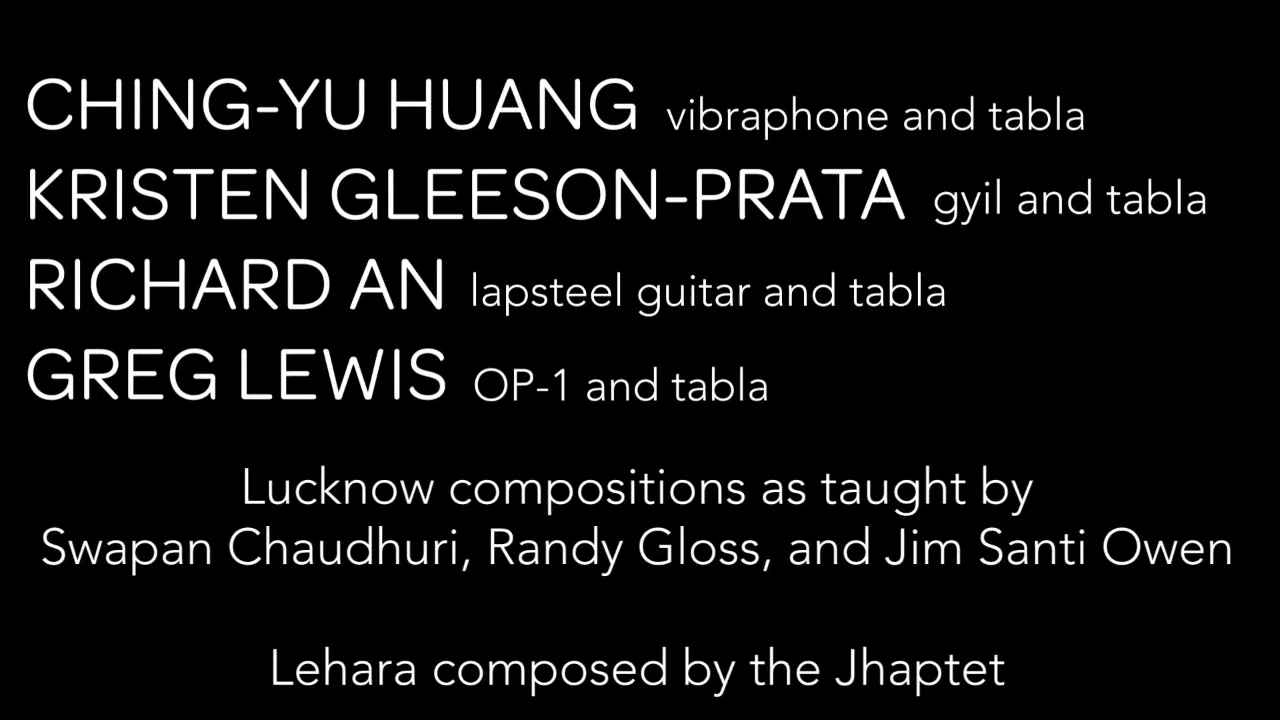 CHING-YU HUANG vibraphone and tabla
KRISTEN GLEESON-PRATA gyil and tabla
RICHARD AN lapsteel guitar and tabla
GREG LEWIS OP-1 and tabla
Lucknow compositions as taught by
Swapan Chaudhuri, Randy Gloss, and Jim Santi Owen
Lehara composed by the Jhaptet